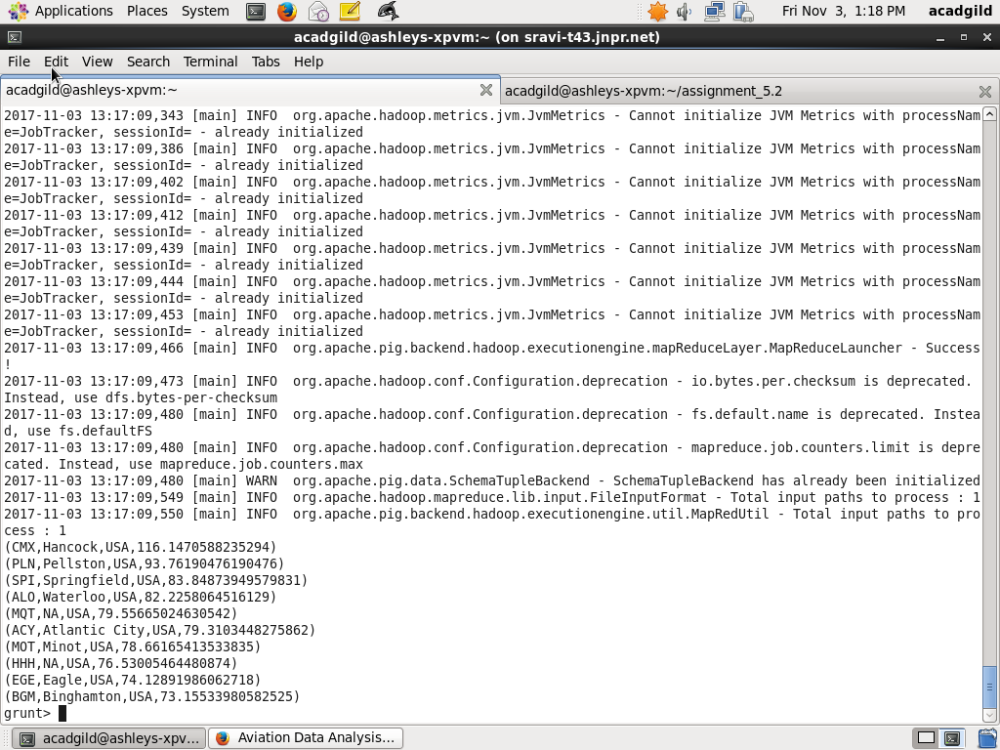 Applications Places System Fri Nov 3, 1:18 PM acadgild
acadgild@ashleys-xpvm:~ (on sravi-t43.jnpr.net)
File Edit View Search Terminal Tabs Help
acadgild@ashleys-xpvm:~ acadgild@ashleys-xpvm:~/assignment_5.2
2017-11-03 13:17:09,343 [main] INFO  org.apache.hadoop.metrics.jvm.JvmMetrics - Cannot initialize JVM Metrics with processNam
e=JobTracker, sessionId= - already initialized
2017-11-03 13:17:09,386 [main] INFO  org.apache.hadoop.metrics.jvm.JvmMetrics - Cannot initialize JVM Metrics with processNam
e=JobTracker, sessionId= - already initialized
2017-11-03 13:17:09,402 [main] INFO  org.apache.hadoop.metrics.jvm.JvmMetrics - Cannot initialize JVM Metrics with processNam
e=JobTracker, sessionId= - already initialized
2017-11-03 13:17:09,412 [main] INFO  org.apache.hadoop.metrics.jvm.JvmMetrics - Cannot initialize JVM Metrics with processNam
e=JobTracker, sessionId= - already initialized
2017-11-03 13:17:09,439 [main] INFO  org.apache.hadoop.metrics.jvm.JvmMetrics - Cannot initialize JVM Metrics with processNam
e=JobTracker, sessionId= - already initialized
2017-11-03 13:17:09,444 [main] INFO  org.apache.hadoop.metrics.jvm.JvmMetrics - Cannot initialize JVM Metrics with processNam
e=JobTracker, sessionId= - already initialized
2017-11-03 13:17:09,453 [main] INFO  org.apache.hadoop.metrics.jvm.JvmMetrics - Cannot initialize JVM Metrics with processNam
e=JobTracker, sessionId= - already initialized
2017-11-03 13:17:09,466 [main] INFO  org.apache.pig.backend.hadoop.executionengine.mapReduceLayer.MapReduceLauncher - Success
!
2017-11-03 13:17:09,473 [main] INFO  org.apache.hadoop.conf.Configuration.deprecation - io.bytes.per.checksum is deprecated.
Instead, use dfs.bytes-per-checksum
2017-11-03 13:17:09,480 [main] INFO  org.apache.hadoop.conf.Configuration.deprecation - fs.default.name is deprecated. Instea
d, use fs.defaultFS
2017-11-03 13:17:09,480 [main] INFO  org.apache.hadoop.conf.Configuration.deprecation - mapreduce.job.counters.limit is depre
cated. Instead, use mapreduce.job.counters.max
2017-11-03 13:17:09,480 [main] WARN  org.apache.pig.data.SchemaTupleBackend - SchemaTupleBackend has already been initialized
2017-11-03 13:17:09,549 [main] INFO  org.apache.hadoop.mapreduce.lib.input.FileInputFormat - Total input paths to process : 1
2017-11-03 13:17:09,550 [main] INFO  org.apache.pig.backend.hadoop.executionengine.util.MapRedUtil - Total input paths to pro
cess : 1
(CMX,Hancock,USA,116.1470588235294)
(PLN,Pellston,USA,93.76190476190476)
(SPI,Springfield,USA,83.84873949579831)
(ALO,Waterloo,USA,82.2258064516129)
(MQT,NA,USA,79.55665024630542)
(ACY,Atlantic City,USA,79.3103448275862)
(MOT,Minot,USA,78.66165413533835)
(HHH,NA,USA,76.53005464480874)
(EGE,Eagle,USA,74.12891986062718)
(BGM,Binghamton,USA,73.15533980582525)
grunt>
acadgild@ashleys-xpv... Aviation Data Analysis...